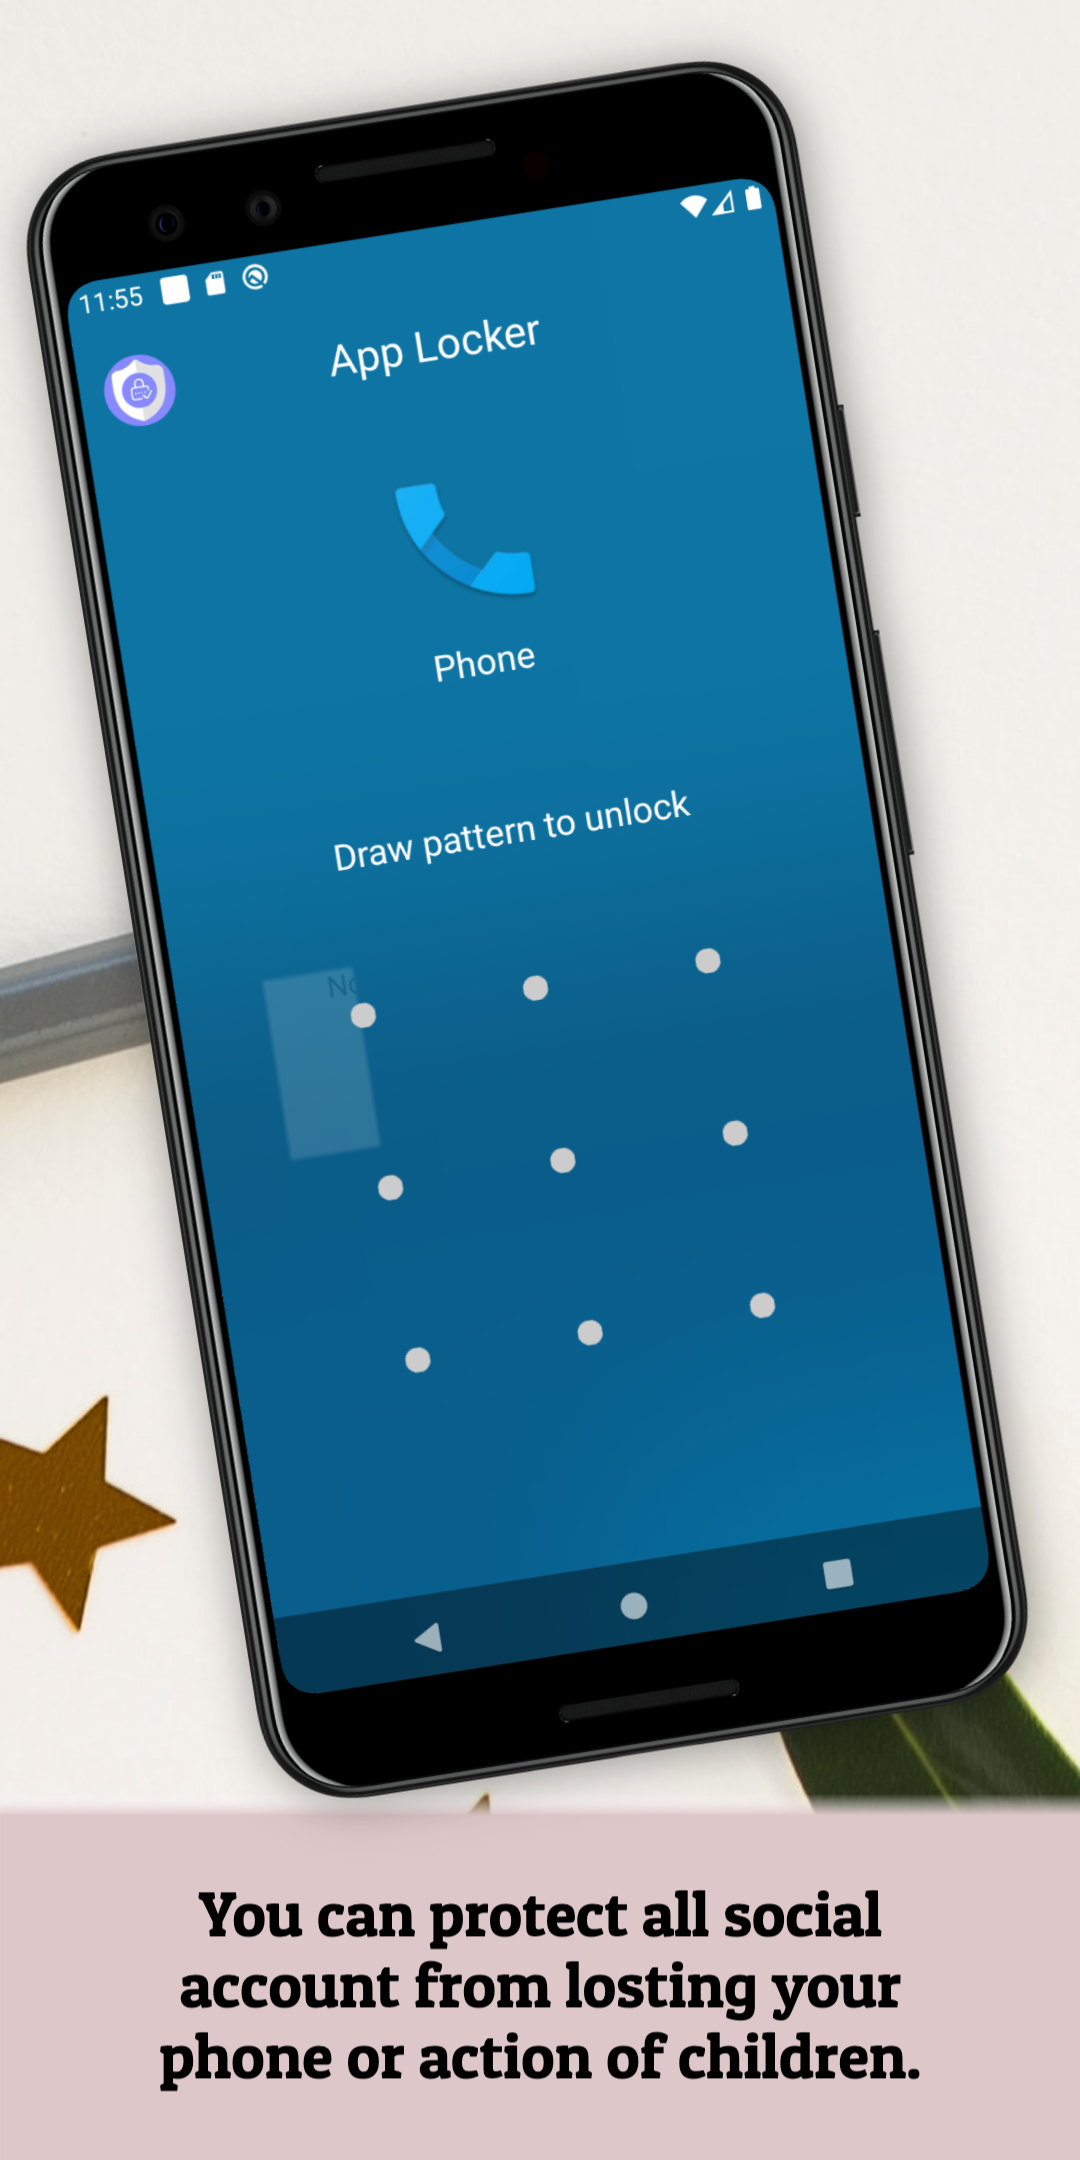 11:55
App Locker
Phone
Draw pattern to unlock
You can protect all social
account from losting your
phone or action of children.